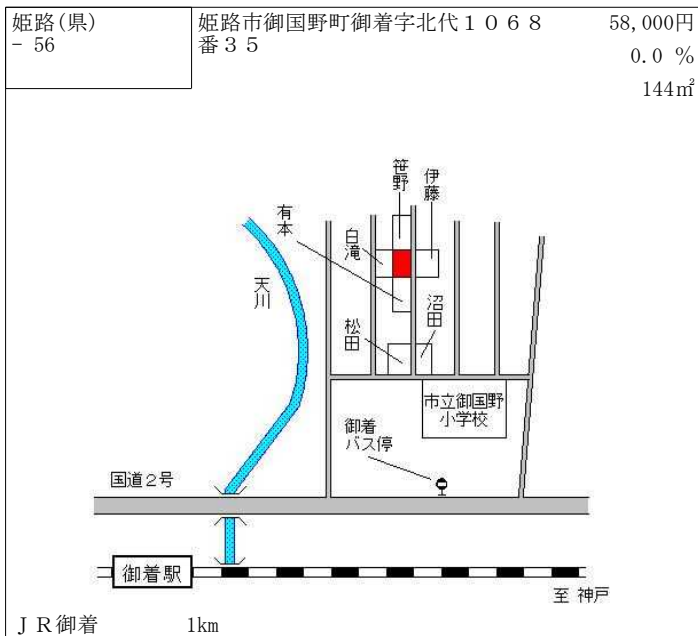 姫路(県)
- 56
姫路市御国野町御着字北代１０６８
番３５
58,000円
0.0 %
144㎡
笹野
伊藤
有本
白滝
天川
沼田
松田
市立御国野
小学校
御着
バス停
国道２号
御着駅
至 神戸
ＪＲ御着 1km